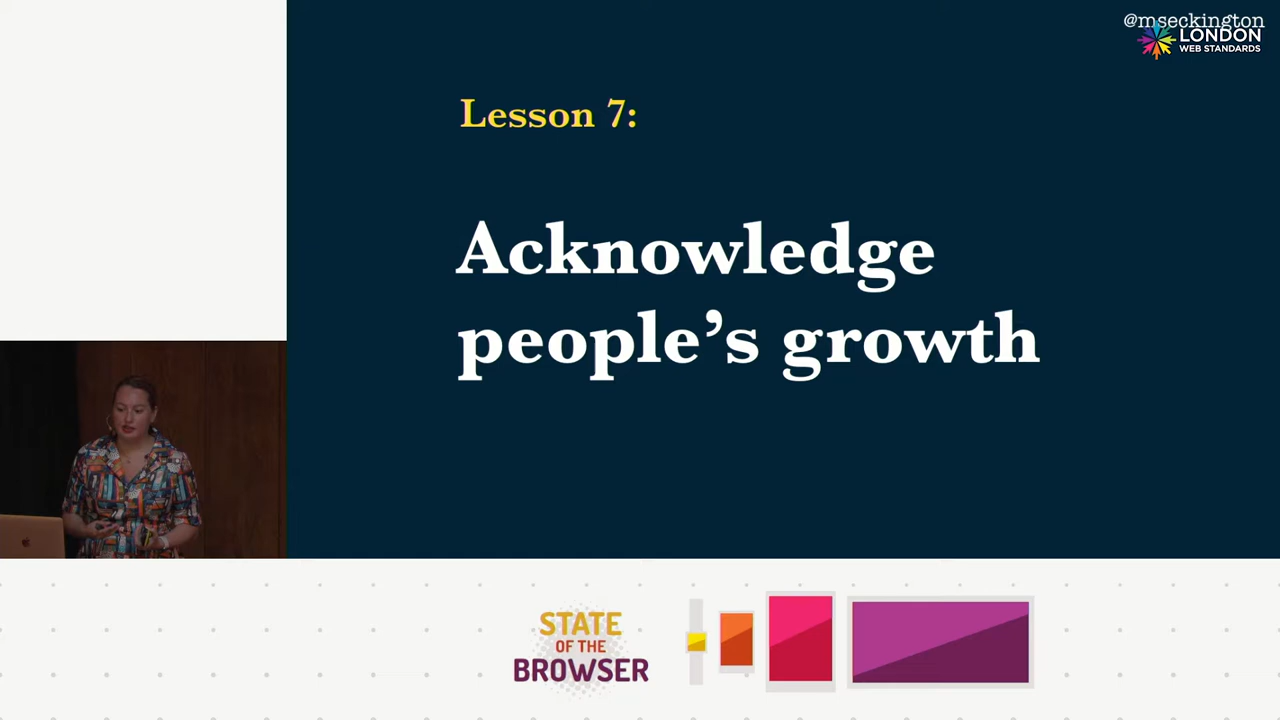 @mseckington
LONDON
WEB STANDARDS
Lesson 7:
Acknowledge
people’s growth
STATE
OF THE
BROWSER